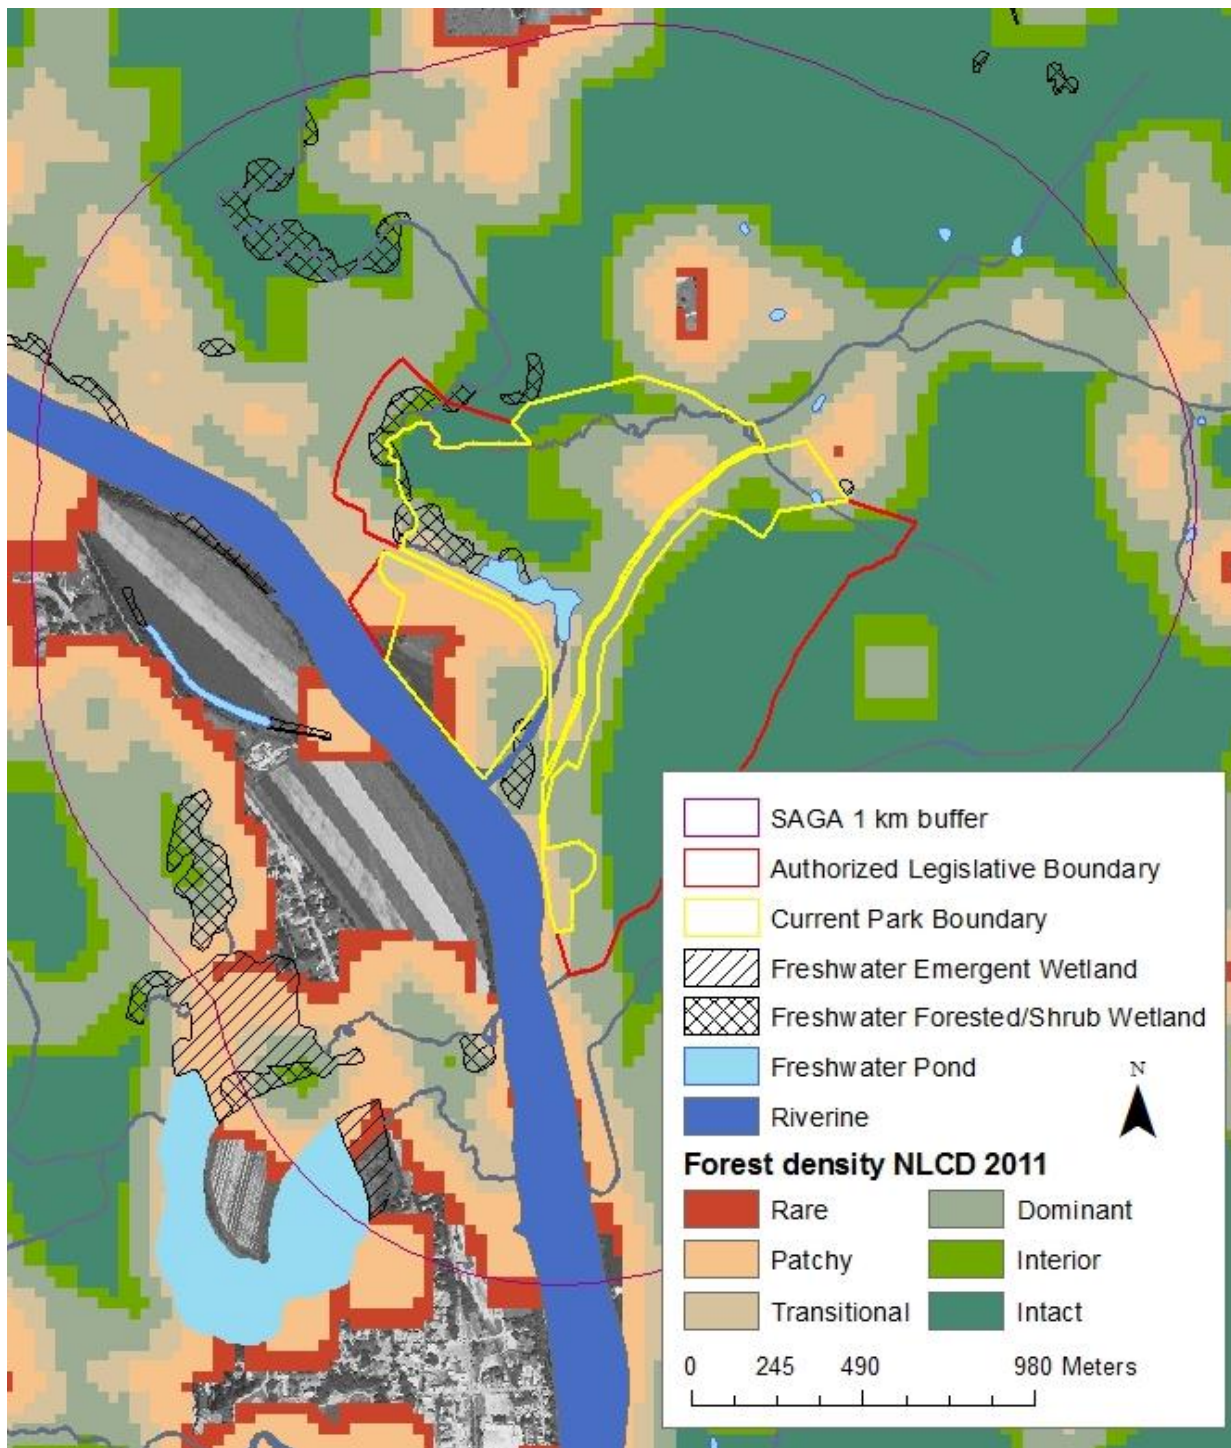 SAGA 1 km buffer
Authorized Legislative Boundary
Current Park Boundary
Freshwater Emergent Wetland
Freshwater Forested/Shrub Wetland
Freshwater Pond
N
Riverine
Forest density NLCD 2011
Rare Dominant
Patchy Interior
Transitional Intact
0 245 490 980 Meters